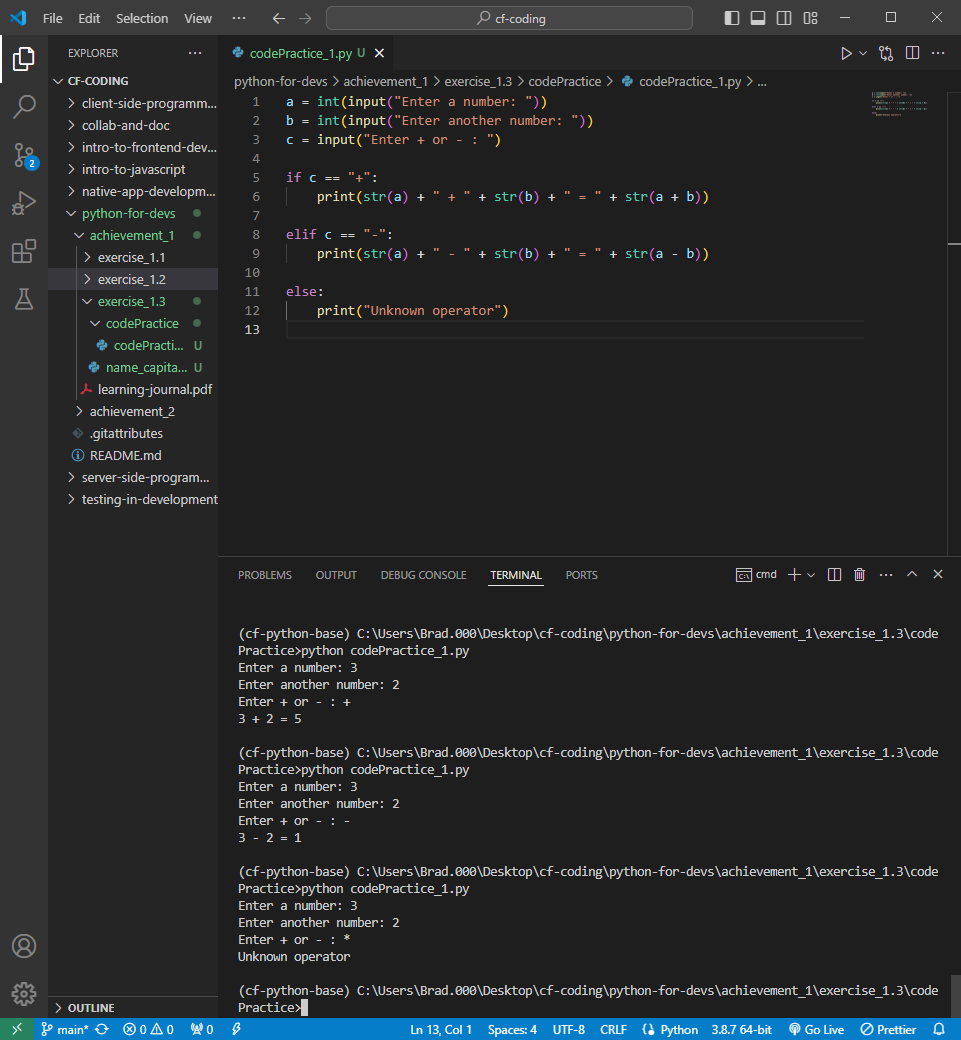 File Edit Selection View ··· cf-coding
EXPLORER ···
CF-CODING
client-side-programm...
collab-and-doc
intro-to-frontend-dev...
intro-to-javascript
native-app-developm...
python-for-devs
achievement_1
exercise_1.1
exercise_1.2
exercise_1.3
codePractice
codePracti... U
name_capita... U
learning-journal.pdf
achievement_2
.gitattributes
README.md
server-side-program...
testing-in-development
OUTLINE
2
codePractice_1.py U
python-for-devs > achievement_1 > exercise_1.3 > codePractice > codePractice_1.py > ...
1 a = int(input("Enter a number: "))
2 b = int(input("Enter another number: "))
3 c = input("Enter + or - : ")
4
5 if c == "+":
6 print(str(a) + " + " + str(b) + " = " + str(a + b))
7
8 elif c == "-":
9 print(str(a) + " - " + str(b) + " = " + str(a - b))
10
11 else:
12 print("Unknown operator")
13
PROBLEMS OUTPUT DEBUG CONSOLE TERMINAL PORTS cmd
(cf-python-base) C:\Users\Brad.000\Desktop\cf-coding\python-for-devs\achievement_1\exercise_1.3\code
Practice>python codePractice_1.py
Enter a number: 3
Enter another number: 2
Enter + or - : +
3 + 2 = 5
(cf-python-base) C:\Users\Brad.000\Desktop\cf-coding\python-for-devs\achievement_1\exercise_1.3\code
Practice>python codePractice_1.py
Enter a number: 3
Enter another number: 2
Enter + or - : -
3 - 2 = 1
(cf-python-base) C:\Users\Brad.000\Desktop\cf-coding\python-for-devs\achievement_1\exercise_1.3\code
Practice>python codePractice_1.py
Enter a number: 3
Enter another number: 2
Enter + or - : *
Unknown operator
(cf-python-base) C:\Users\Brad.000\Desktop\cf-coding\python-for-devs\achievement_1\exercise_1.3\code
Practice>
main* 0 0 0 Ln 13, Col 1 Spaces: 4 UTF-8 CRLF Python 3.8.7 64-bit Go Live Prettier